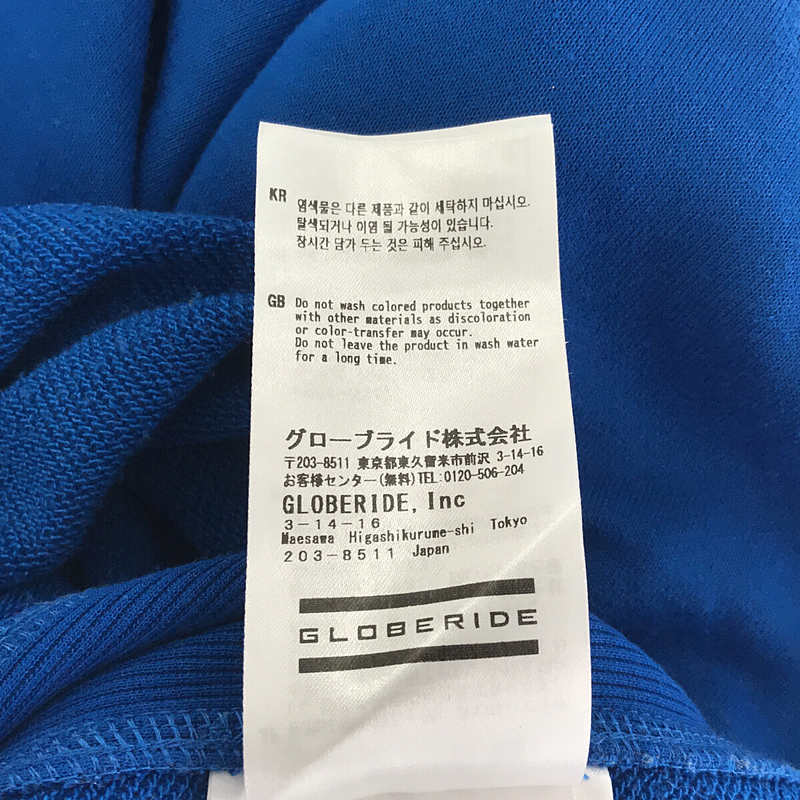 KR 염색물은 다른 제품과 같이 세탁하지 마십시오.
탈색되거나 이염 될 가능성이 있습니다.
장시간 담가 두는 것은 피해 주십시오.
GB Do not wash colored products together
with other materials as discoloration
or color-transfer may occur.
Do not leave the product in wash water
for a long time.
グローブライド株式会社
〒203-8511 東京都東久留米市前沢 3-14-16
お客様センター(無料)TEL:0120-506-204
GLOBERIDE, Inc
3-14-16
Maesawa Higashikurume-shi Tokyo
203-8511 Japan
GLOBERIDE